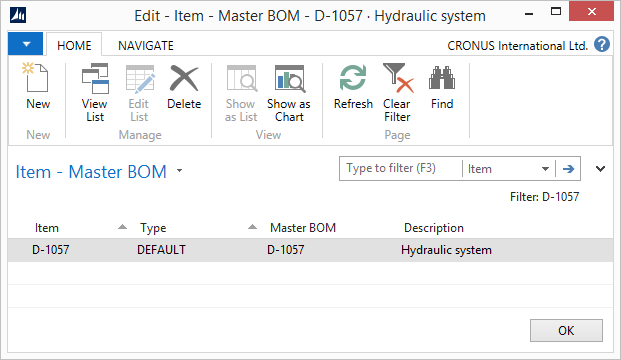 Edit - Item - Master BOM - D-1057 · Hydraulic system
HOME NAVIGATE CRONUS International Ltd. ?
New View List Edit List Delete Show as List Show as Chart Refresh Clear Filter Find
New Manage View Page
Item - Master BOM Type to filter (F3) Item
Filter: D-1057
Item Type Master BOM Description
D-1057 DEFAULT D-1057 Hydraulic system
OK